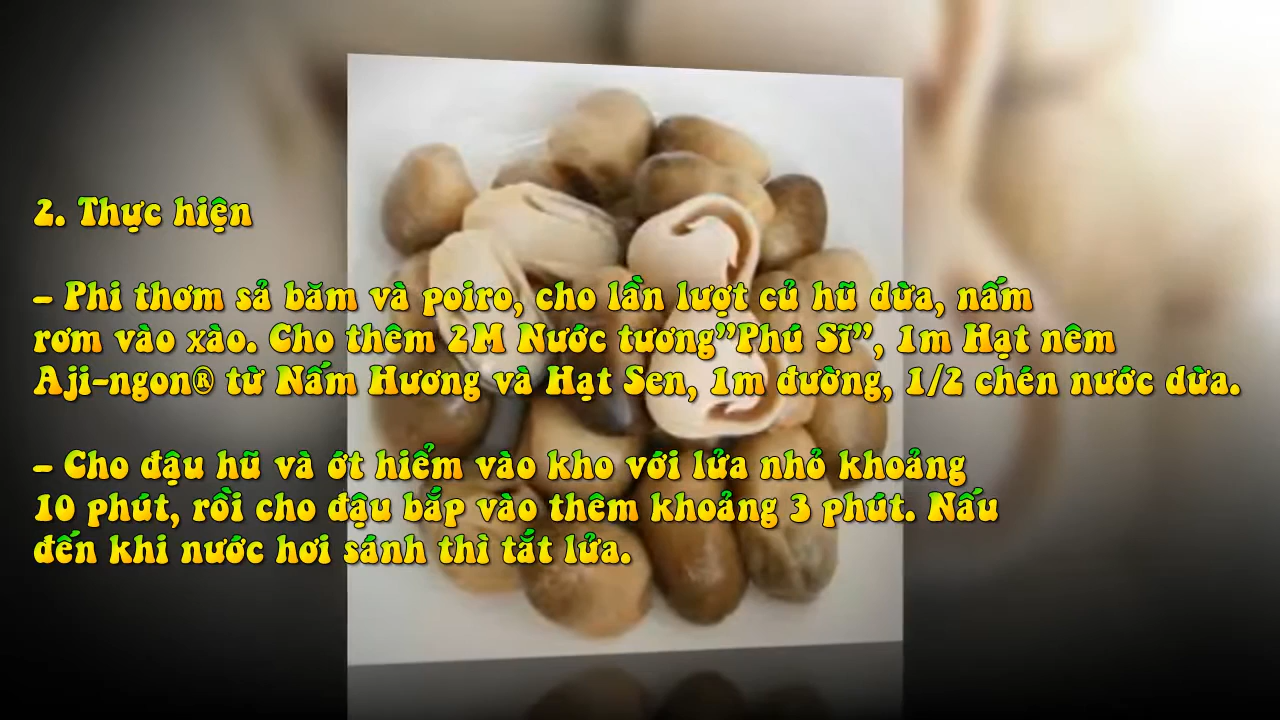 2. Thực hiện
– Phi thơm sả băm và poiro, cho lần lượt củ hũ dừa, nấm
rơm vào xào. Cho thêm 2M Nước tương”Phú Sĩ”, 1m Hạt nêm
Aji-ngon® từ Nấm Hương và Hạt Sen, 1m đường, 1/2 chén nước dừa.
– Cho đậu hũ và ớt hiểm vào kho với lửa nhỏ khoảng
10 phút, rồi cho đậu bắp vào thêm khoảng 3 phút. Nấu
đến khi nước hơi sánh thì tắt lửa.